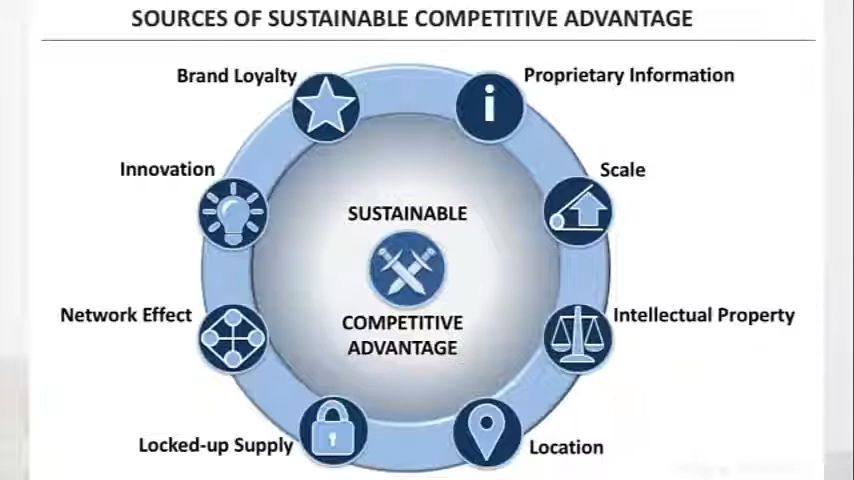 SOURCES OF SUSTAINABLE COMPETITIVE ADVANTAGE
Brand Loyalty
Proprietary Information
Innovation
Scale
SUSTAINABLE
COMPETITIVE
ADVANTAGE
Network Effect
Intellectual Property
Locked-up Supply
Location